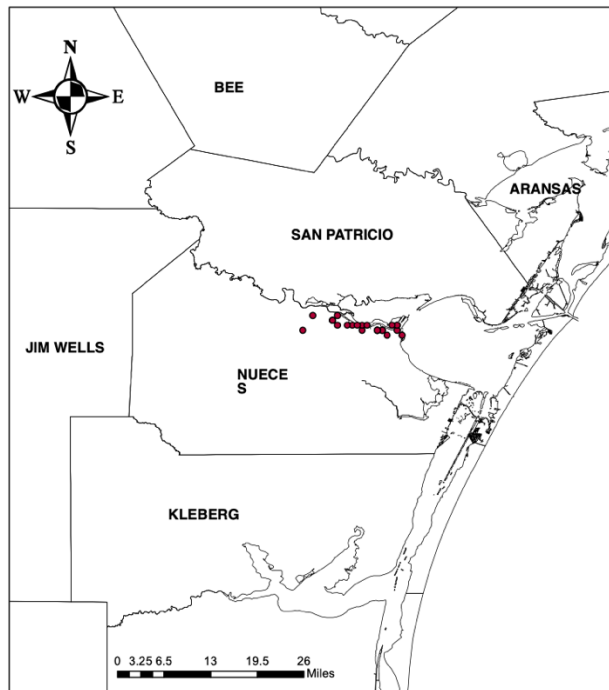 N
W E
S
BEE
ARANSAS
SAN PATRICIO
JIM WELLS
NUECE
S
KLEBERG
0 3.25 6.5 13 19.5 26
Miles